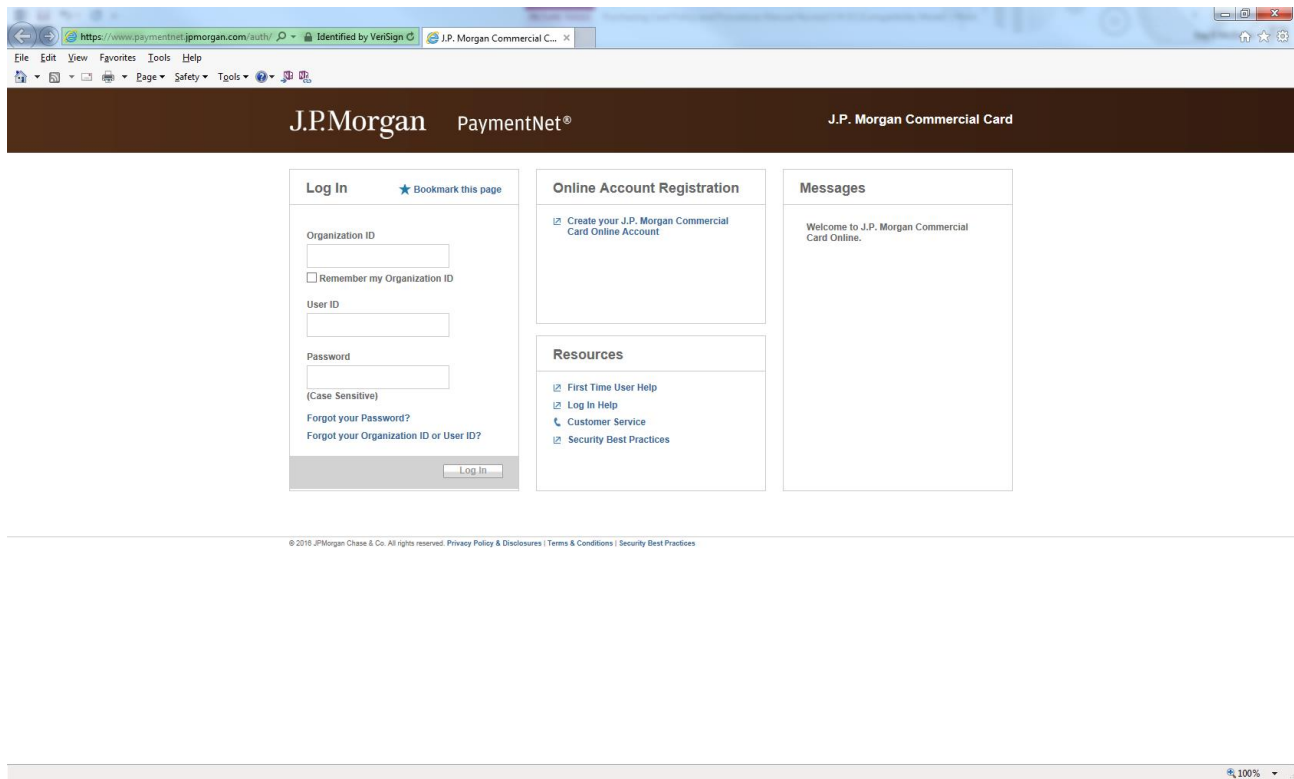 https://www.paymentnet.jpmorgan.com/auth/
Identified by VeriSign
J.P. Morgan Commercial C...
File Edit View Favorites Tools Help
Page Safety Tools
J.P.Morgan PaymentNet®
J.P. Morgan Commercial Card
Log In
Bookmark this page
Organization ID
Remember my Organization ID
User ID
Password
(Case Sensitive)
Forgot your Password?
Forgot your Organization ID or User ID?
Log In
Online Account Registration
Create your J.P. Morgan Commercial
Card Online Account
Resources
First Time User Help
Log In Help
Customer Service
Security Best Practices
Messages
Welcome to J.P. Morgan Commercial
Card Online.
© 2016 JPMorgan Chase & Co. All rights reserved. Privacy Policy & Disclosures | Terms & Conditions | Security Best Practices
100%